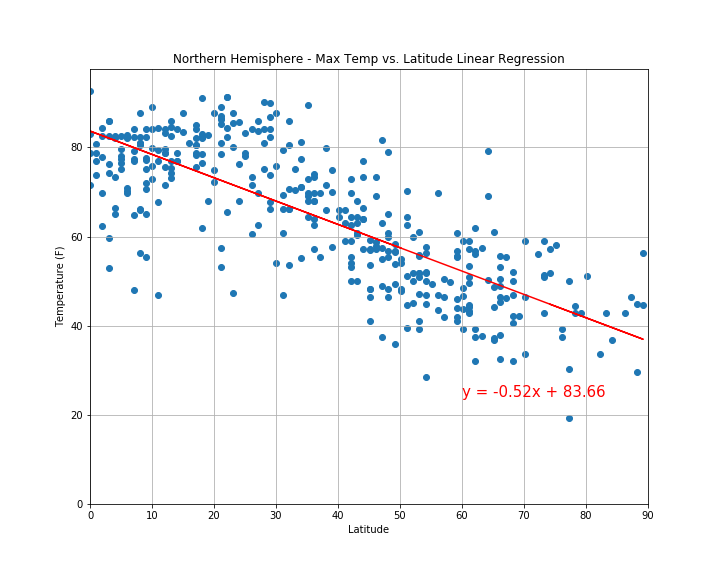 Northern Hemisphere - Max Temp vs. Latitude Linear Regression
Temperature (F)
80
60
40
20
0
y = -0.52x + 83.66
0 10 20 30 40 50 60 70 80 90
Latitude